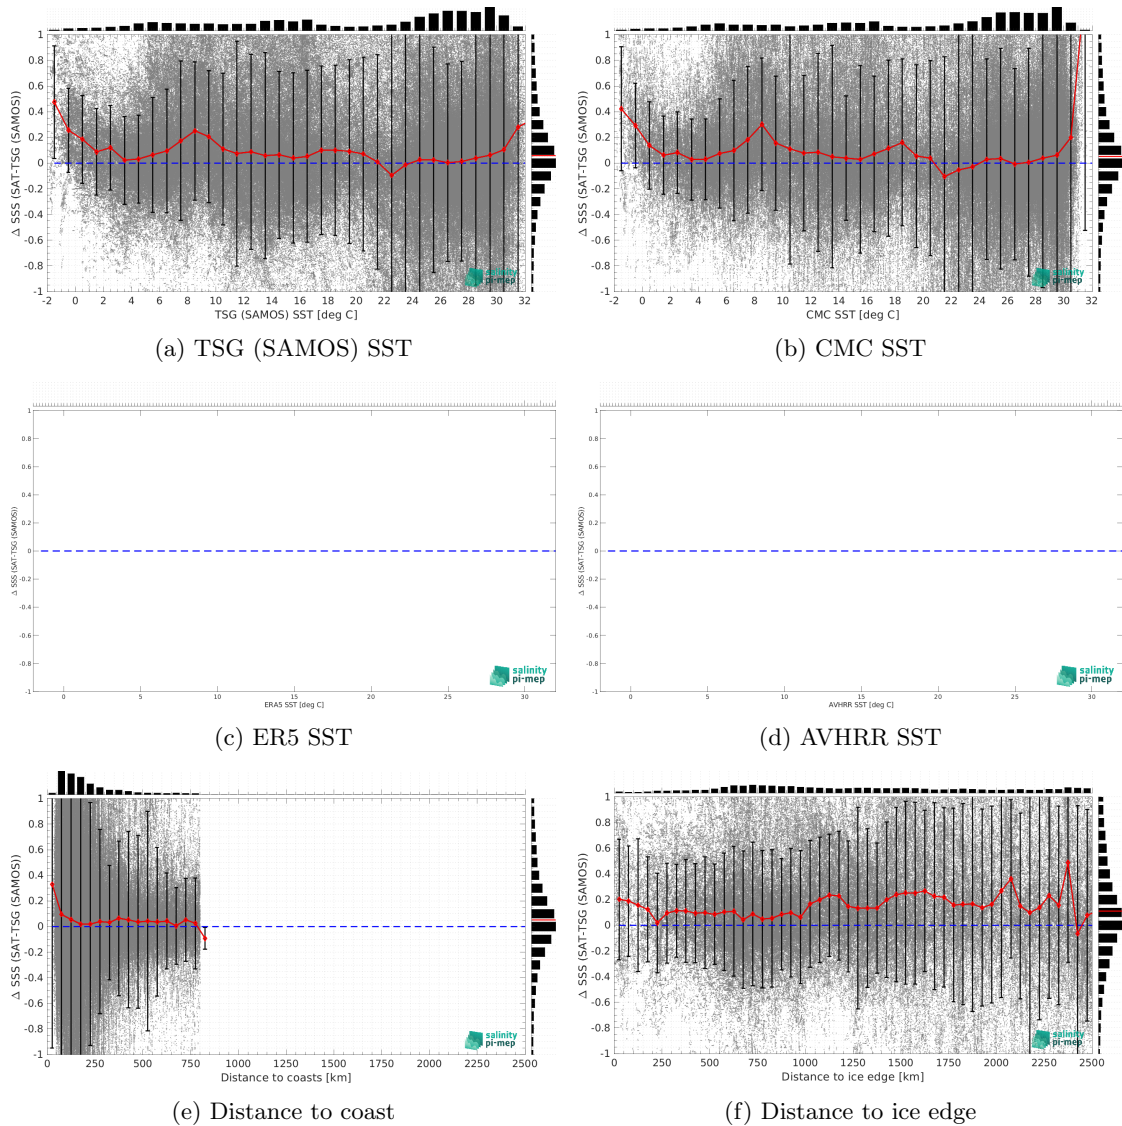 1
0.8
0.6
0.4
0.2
0
-0.2
-0.4
-0.6
-0.8
-1
Δ SSS (SAT-TSG (SAMOS))
-2 0 2 4 6 8 10 12 14 16 18 20 22 24 26 28 30 32
TSG (SAMOS) SST [deg C]
salinity
pi-mep
(a) TSG (SAMOS) SST
1
0.8
0.6
0.4
0.2
0
-0.2
-0.4
-0.6
-0.8
-1
Δ SSS (SAT-TSG (SAMOS))
-2 0 2 4 6 8 10 12 14 16 18 20 22 24 26 28 30 32
CMC SST [deg C]
salinity
pi-mep
(b) CMC SST
1
0.8
0.6
0.4
0.2
0
-0.2
-0.4
-0.6
-0.8
-1
Δ SSS (SAT-TSG (SAMOS))
0 5 10 15 20 25 30
ERA5 SST [deg C]
salinity
pi-mep
(c) ER5 SST
1
0.8
0.6
0.4
0.2
0
-0.2
-0.4
-0.6
-0.8
-1
Δ SSS (SAT-TSG (SAMOS))
0 5 10 15 20 25 30
AVHRR SST [deg C]
salinity
pi-mep
(d) AVHRR SST
1
0.8
0.6
0.4
0.2
0
-0.2
-0.4
-0.6
-0.8
-1
Δ SSS (SAT-TSG (SAMOS))
0 250 500 750 1000 1250 1500 1750 2000 2250 2500
Distance to coasts [km]
salinity
pi-mep
(e) Distance to coast
1
0.8
0.6
0.4
0.2
0
-0.2
-0.4
-0.6
-0.8
-1
Δ SSS (SAT-TSG (SAMOS))
0 250 500 750 1000 1250 1500 1750 2000 2250 2500
Distance to ice edge [km]
salinity
pi-mep
(f) Distance to ice edge